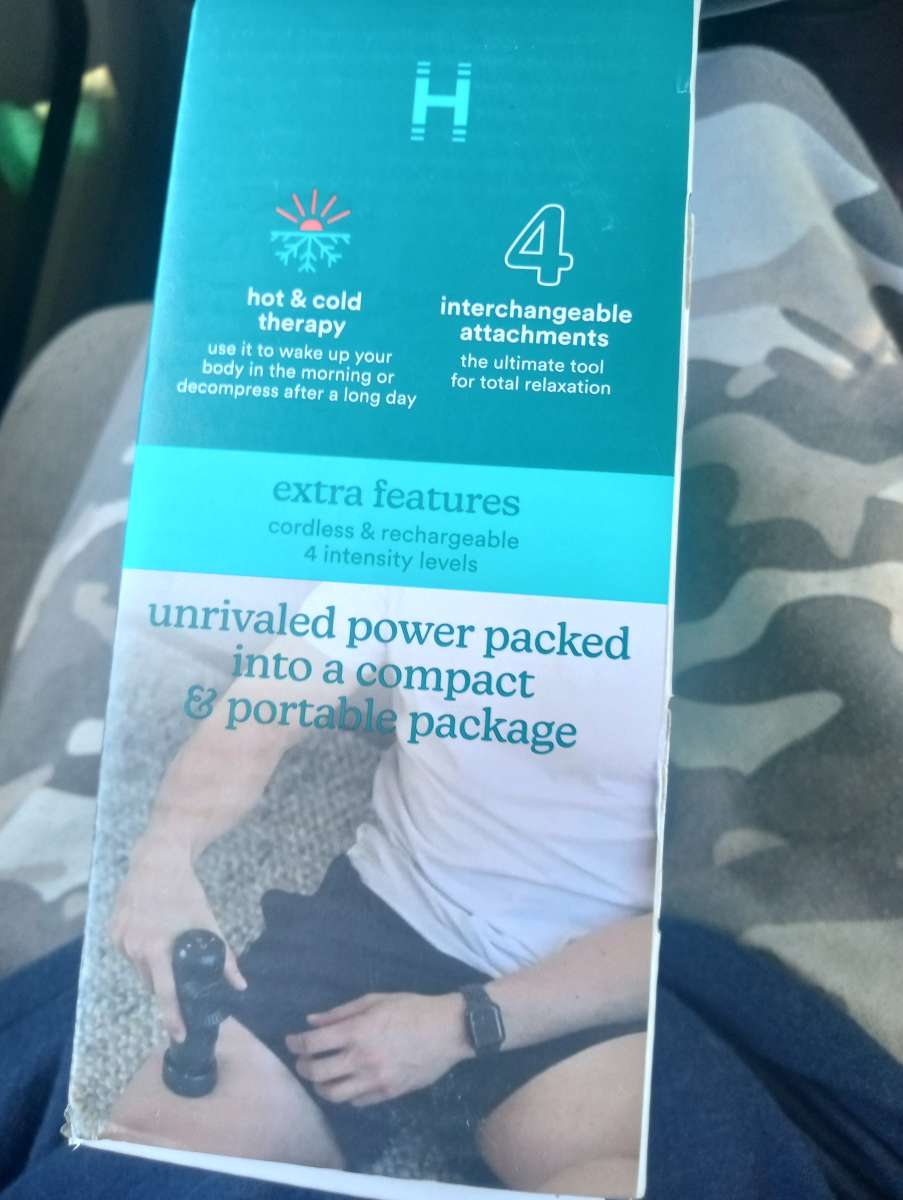 H
4
hot & cold
therapy
use it to wake up your
body in the morning or
decompress after a long day
interchangeable
attachments
the ultimate tool
for total relaxation
extra features
cordless & rechargeable
4 intensity levels
unrivaled power packed
into a compact
& portable package